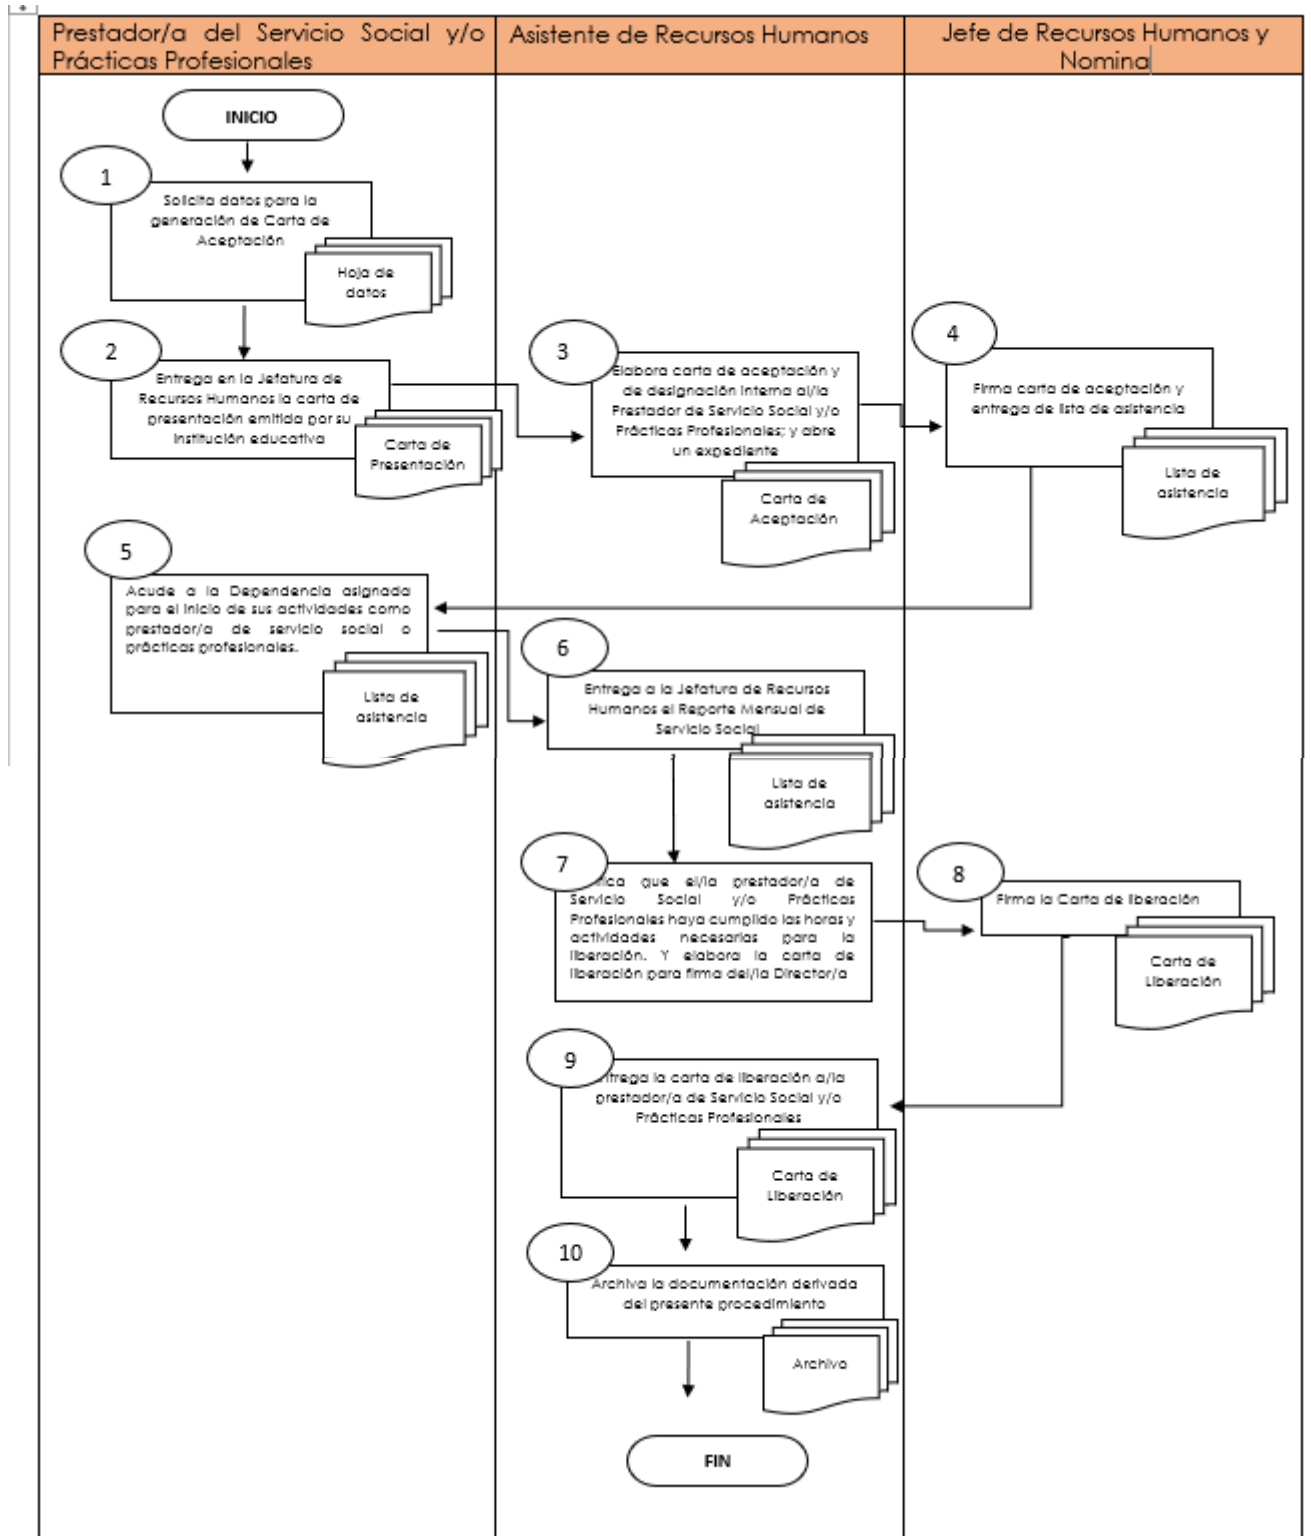 Prestador/a del Servicio Social y/o
Prácticas Profesionales
Asistente de Recursos Humanos
Jefe de Recursos Humanos y
Nomina
INICIO
1
Solicita datos para la
generación de Carta de
Aceptación
Hoja de
datos
2
Entrega en la Jefatura de
Recursos Humanos la carta de
presentación emitida por su
institución educativa
Carta de
Presentación
3
Elabora carta de aceptación y
de designación interna al/la
Prestador de Servicio Social y/o
Prácticas Profesionales; y abre
un expediente
Carta de
Aceptación
4
Firma carta de aceptación y
entrega de lista de asistencia
Lista de
asistencia
5
Acude a la Dependencia asignada
para el inicio de sus actividades como
prestador/a de servicio social o
prácticas profesionales.
Lista de
asistencia
6
Entrega a la Jefatura de Recursos
Humanos el Reporte Mensual de
Servicio Social
Lista de
asistencia
7
que el/la prestador/a de
Servicio Social y/o Prácticas
Profesionales haya cumplido las horas y
actividades necesarias para la
liberación. Y elabora la carta de
liberación para firma del/la Director/a
8
Firma la Carta de liberación
Carta de
Liberación
9
Entrega la carta de liberación a/la
prestador/a de Servicio Social y/o
Prácticas Profesionales
Carta de
Liberación
10
Archiva la documentación derivada
del presente procedimiento
Archivo
FIN